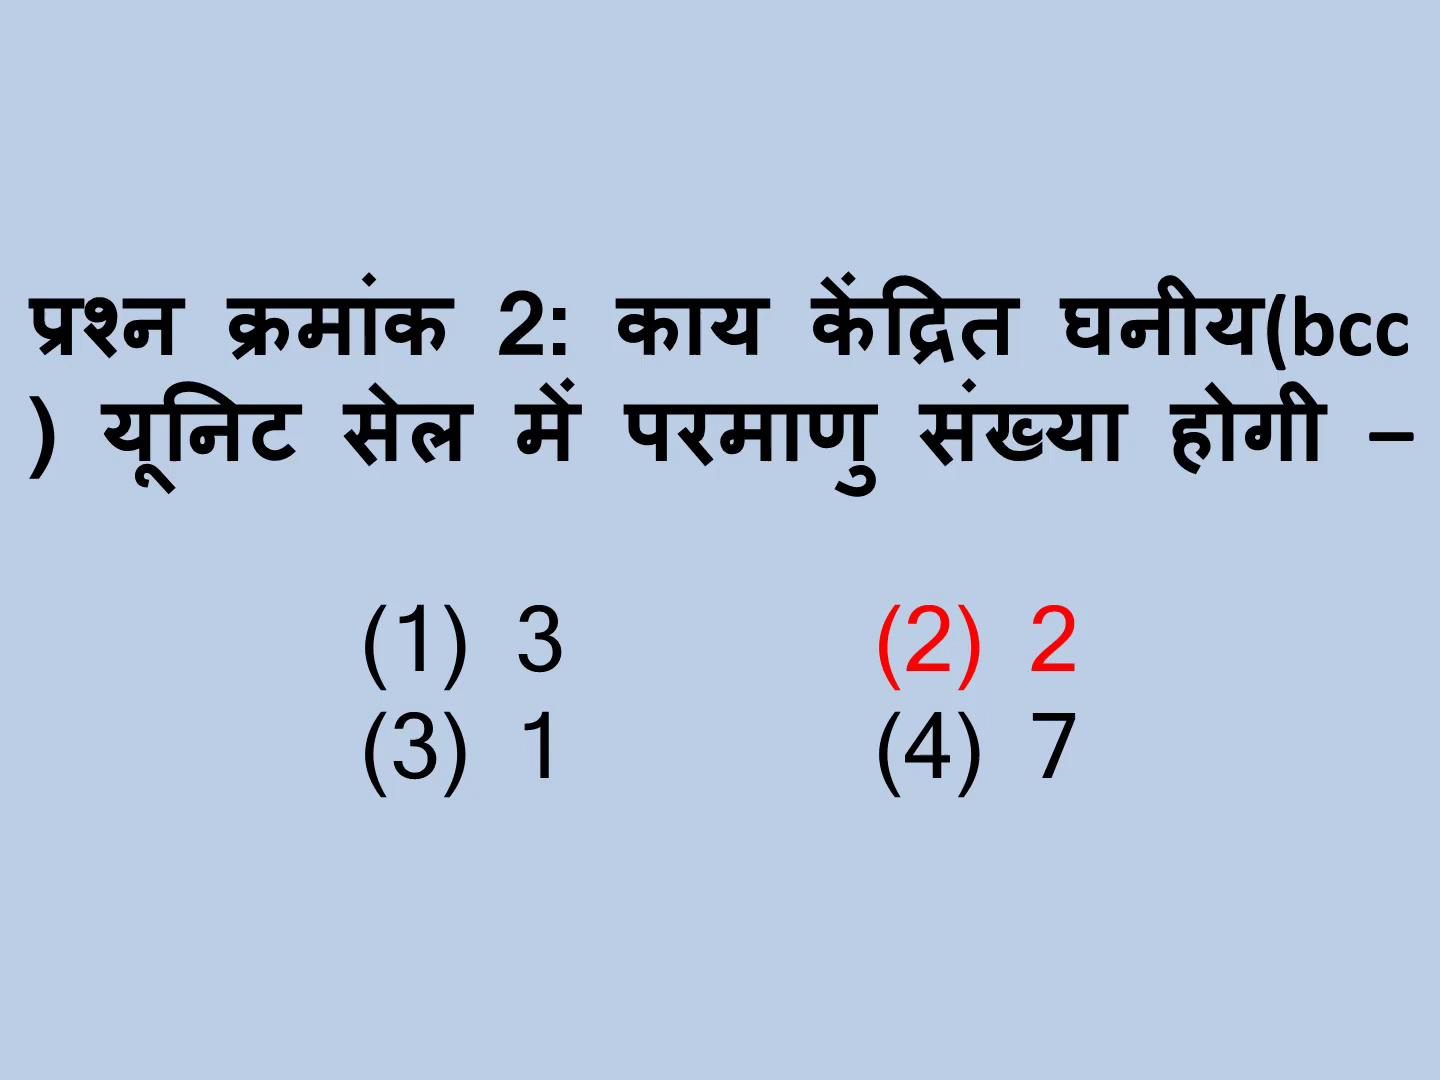 प्रश्न क्रमांक 2: काय केंद्रित घनीय(bcc
) यूनिट सेल में परमाणु संख्या होगी –
(1) 3 (2) 2
(3) 1 (4) 7